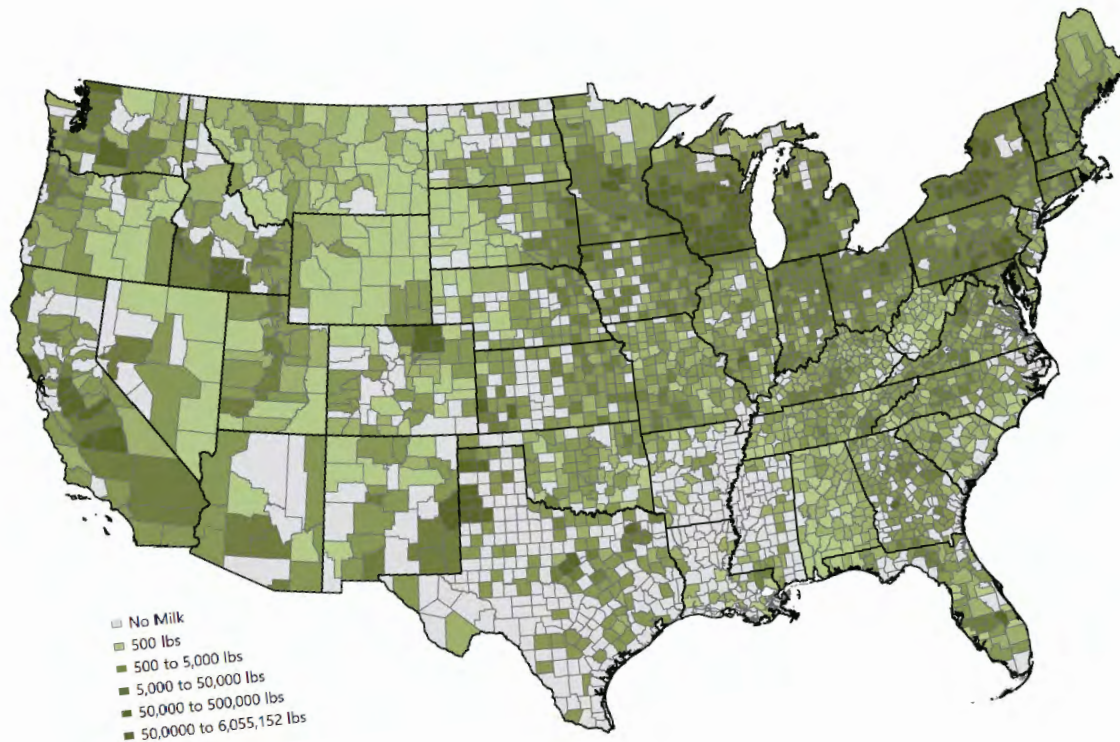 No Milk
500 lbs
500 to 5,000 lbs
5,000 to 50,000 lbs
50,000 to 500,000 lbs
50,0000 to 6,055,152 lbs